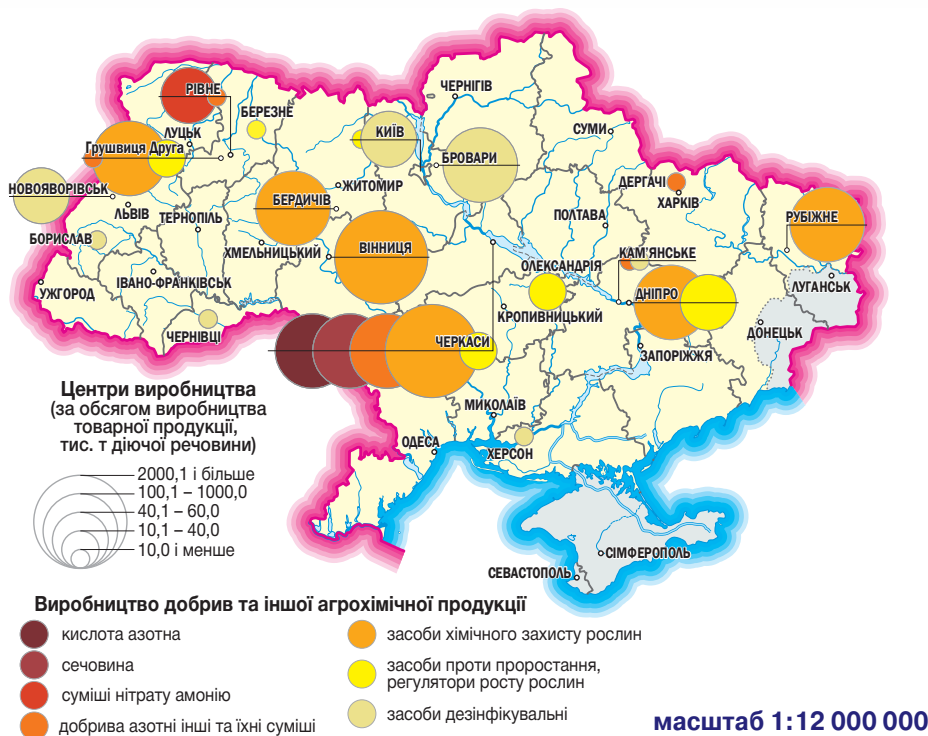 ЧЕРНІГІВ
РІВНЕ
БЕРЕЗНЕ
КИЇВ
СУМИ
ЛУЦЬК
Грушвиця Друга
БРОВАРИ
ДЕРГАЧІ
ХАРКІВ
НОВОЯВОРІВСЬК
ЖИТОМИР
БЕРДИЧІВ
ЛЬВІВ
ТЕРНОПІЛЬ
ПОЛТАВА
РУБІЖНЕ
БОРИСЛАВ
ХМЕЛЬНИЦЬКИЙ
ВІННИЦЯ
КАМ'ЯНСЬКЕ
ОЛЕКСАНДРІЯ
УЖГОРОД
ІВАНО-ФРАНКІВСЬК
ЛУГАНСЬК
ДНІПРО
КРОПИВНИЦЬКИЙ
ЧЕРНІВЦІ
ДОНЕЦЬК
ЧЕРКАСИ
ЗАПОРІЖЖЯ
МИКОЛАЇВ
ОДЕСА
ХЕРСОН
СІМФЕРОПОЛЬ
СЕВАСТОПОЛЬ
Центри виробництва
(за обсягом виробництва
товарної продукції,
тис. т діючої речовини)
2000,1 і більше
100,1 – 1000,0
40,1 – 60,0
10,1 – 40,0
10,0 і менше
Виробництво добрив та іншої агрохімічної продукції
кислота азотна
сечовина
суміші нітрату амонію
добрива азотні інші та їхні суміші
засоби хімічного захисту рослин
засоби проти проростання,
регулятори росту рослин
засоби дезінфікувальні
масштаб 1:12 000 000